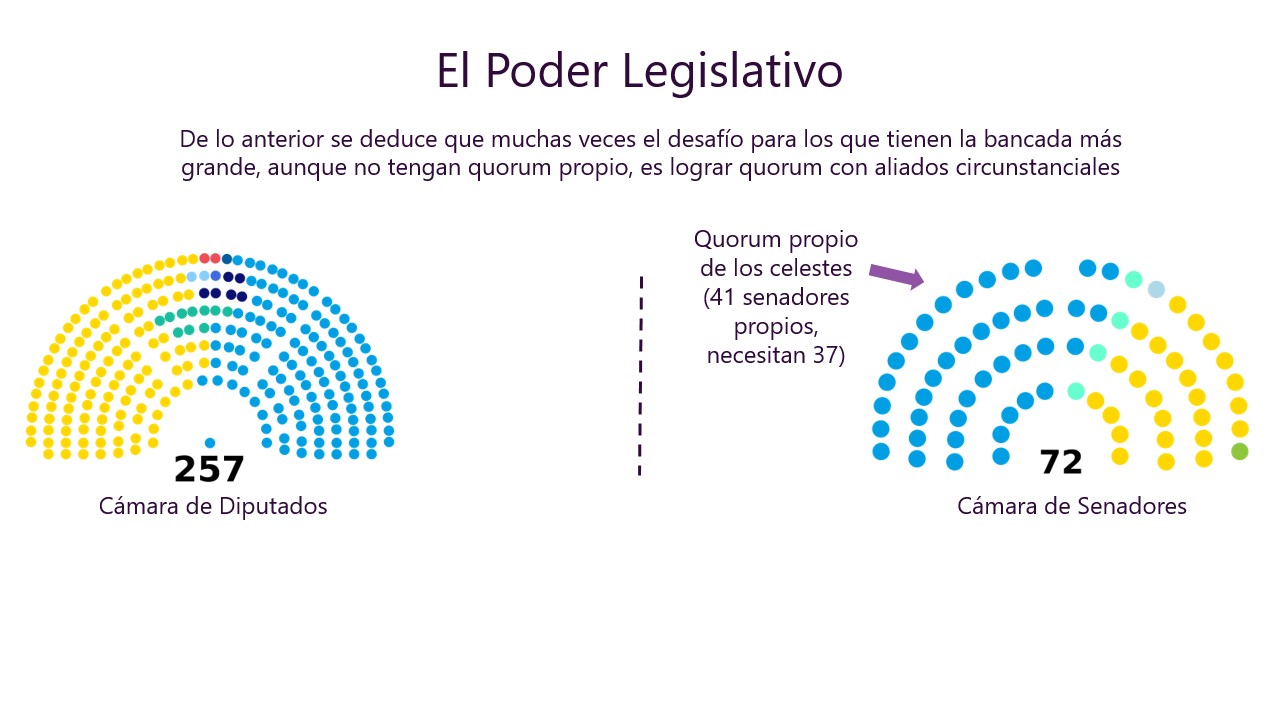 El Poder Legislativo
De lo anterior se deduce que muchas veces el desafío para los que tienen la bancada más
grande, aunque no tengan quorum propio, es lograr quorum con aliados circunstanciales
Quorum propio
de los celestes
(41 senadores
propios,
necesitan 37)
257
Cámara de Diputados
72
Cámara de Senadores